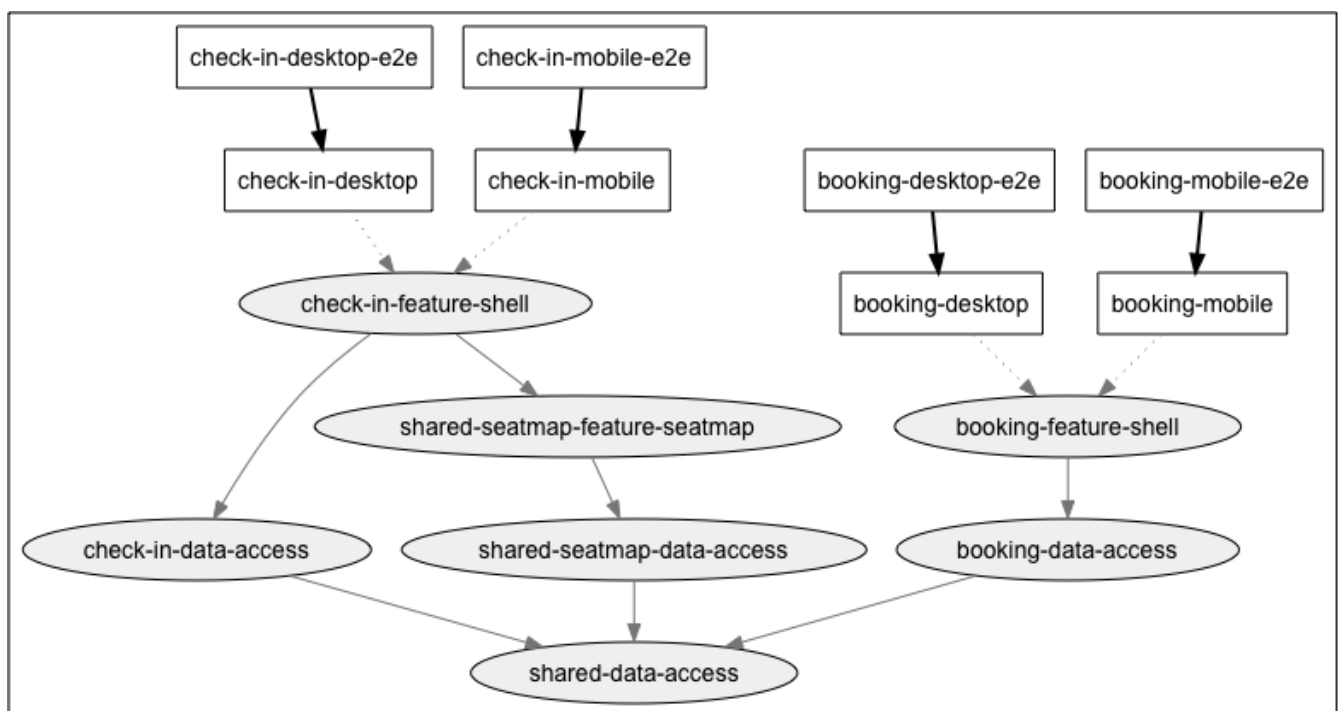 check-in-desktop-e2e
check-in-mobile-e2e
check-in-desktop
check-in-mobile
booking-desktop-e2e
booking-mobile-e2e
check-in-feature-shell
booking-desktop
booking-mobile
shared-seatmap-feature-seatmap
booking-feature-shell
check-in-data-access
shared-seatmap-data-access
booking-data-access
shared-data-access